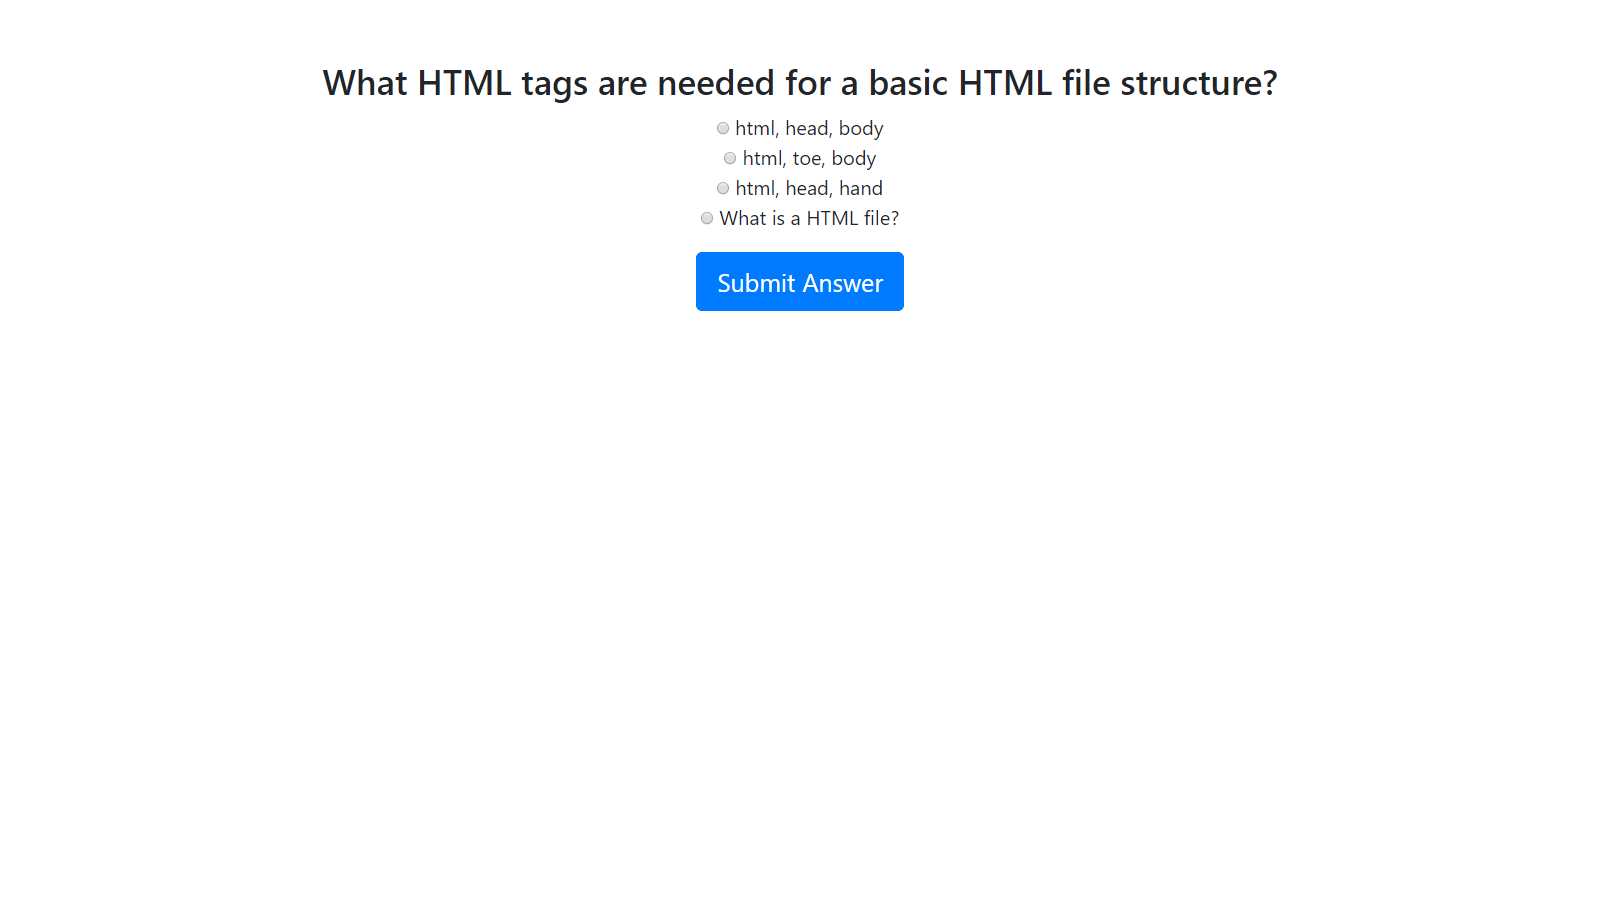 What HTML tags are needed for a basic HTML file structure?
html, head, body
html, toe, body
html, head, hand
What is a HTML file?
Submit Answer